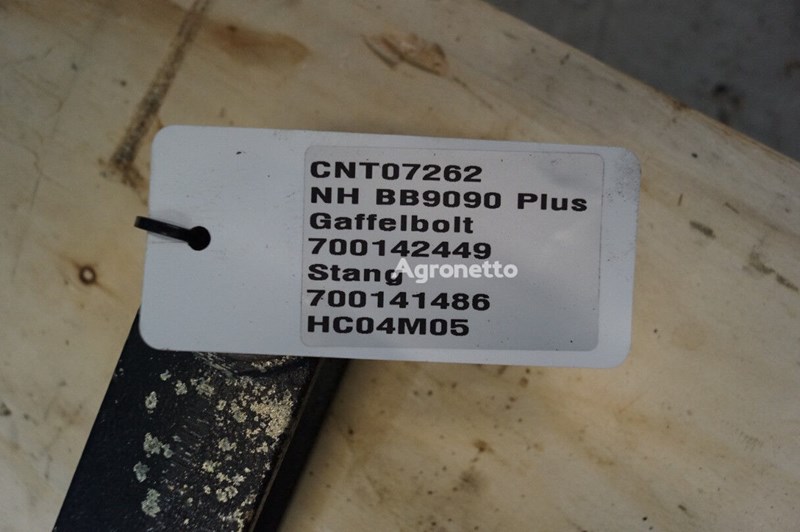 CNT07262
NH BB9090 Plus
Gaffelbolt
700142449
Stang
Agronetto
700141486
HC04M05